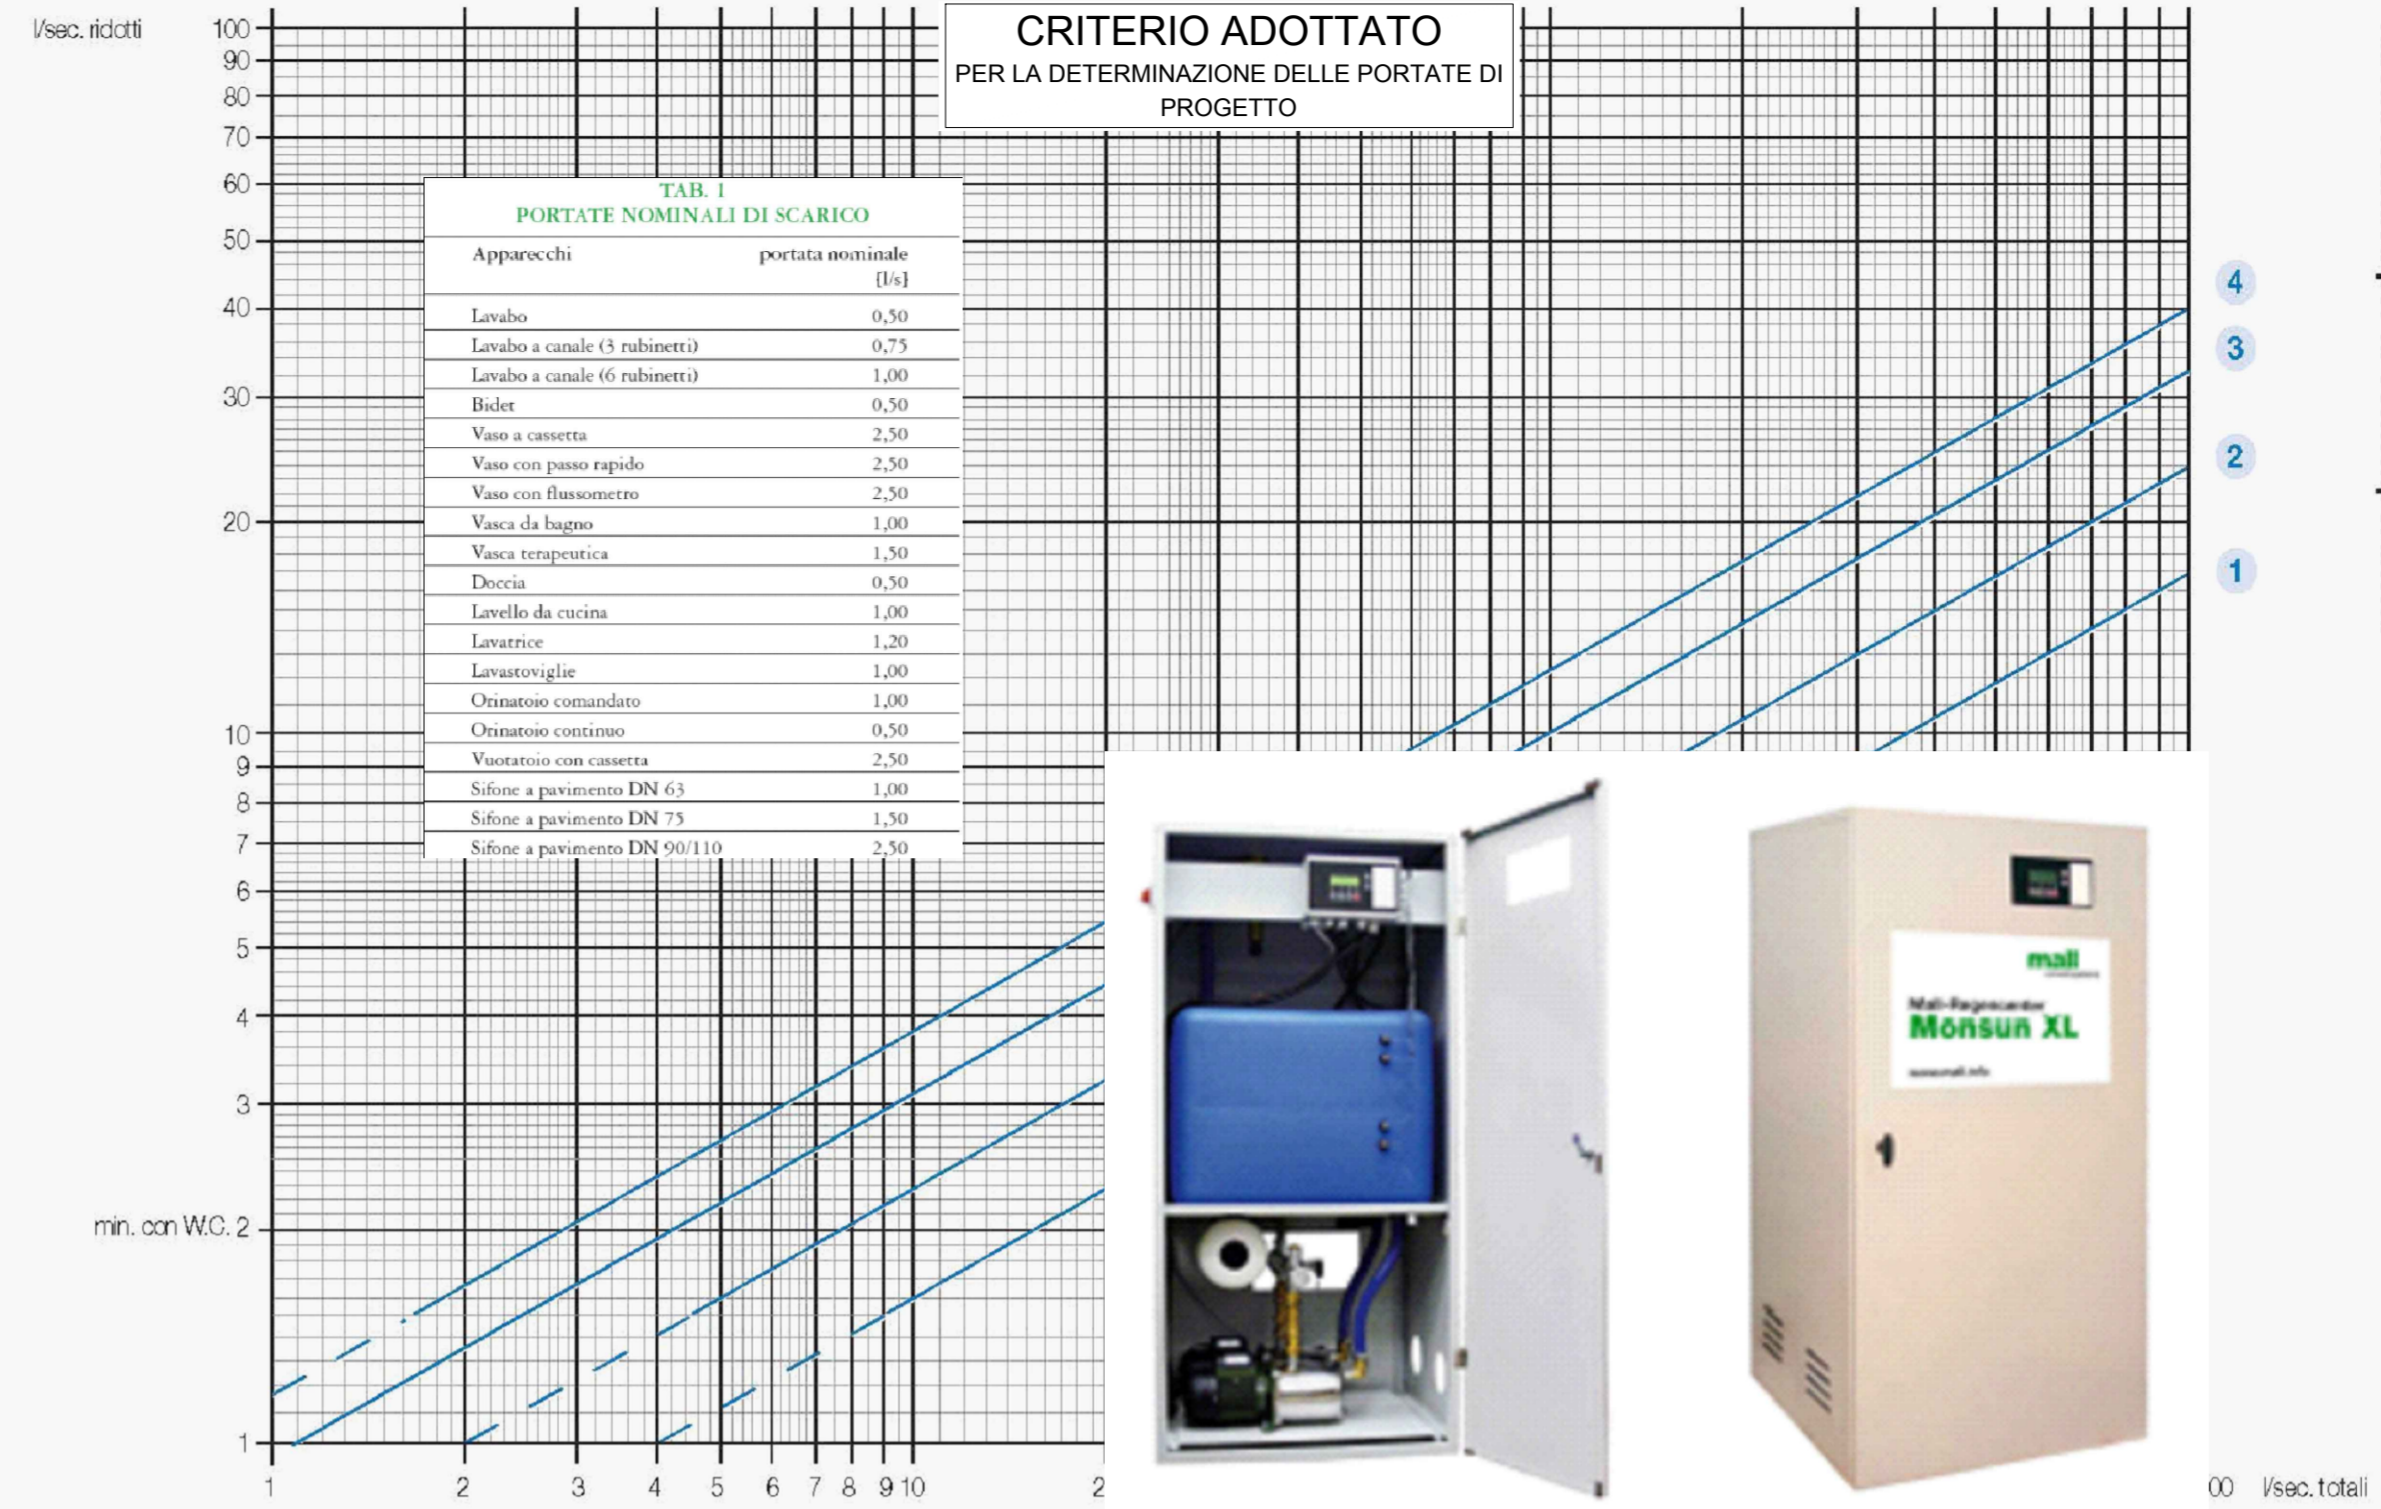 CRITERIO ADOTTATO
PER LA DETERMINAZIONE DELLE PORTATE DI
PROGETTO
l/sec. ridotti
100
90
80
70
60
50
40
30
20
10
9
8
7
6
5
4
3
min. con W.C. 2
1
TAB. 1
PORTATE NOMINALI DI SCARICO
Apparecchi portata nominale
[l/s]
Lavabo 0,50
Lavabo a canale (3 rubinetti) 0,75
Lavabo a canale (6 rubinetti) 1,00
Bidet 0,50
Vaso a cassetta 2,50
Vaso con passo rapido 2,50
Vaso con flussometro 2,50
Vasca da bagno 1,00
Vasca terapeutica 1,50
Doccia 0,50
Lavello da cucina 1,00
Lavatrice 1,20
Lavastoviglie 1,00
Orinatoio comandato 1,00
Orinatoio continuo 0,50
Vuotatoio con cassetta 2,50
Sifone a pavimento DN 63 1,00
Sifone a pavimento DN 75 1,50
Sifone a pavimento DN 90/110 2,50
4
3
2
1
mall
Mall-Regencenter
Monsun XL
1 2 3 4 5 6 7 8 9 10 2 00 l/sec. totali